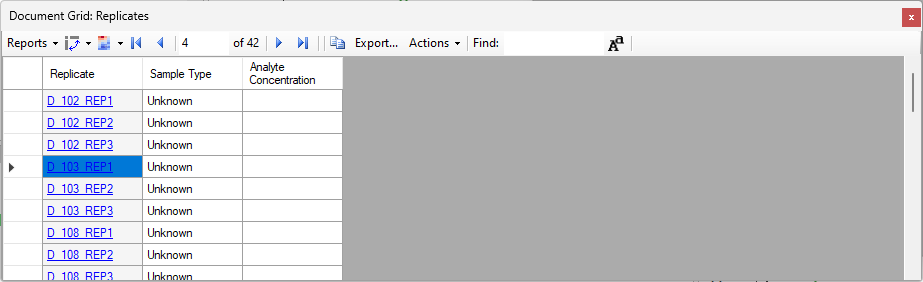 Document Grid: Replicates
x
Reports 4 of 42 Export... Actions Find: Aa
Replicate Sample Type Analyte Concentration
D_102_REP1 Unknown
D_102_REP2 Unknown
D_102_REP3 Unknown
D_103_REP1 Unknown
D_103_REP2 Unknown
D_103_REP3 Unknown
D_108_REP1 Unknown
D_108_REP2 Unknown
D_108_REP3 Unknown